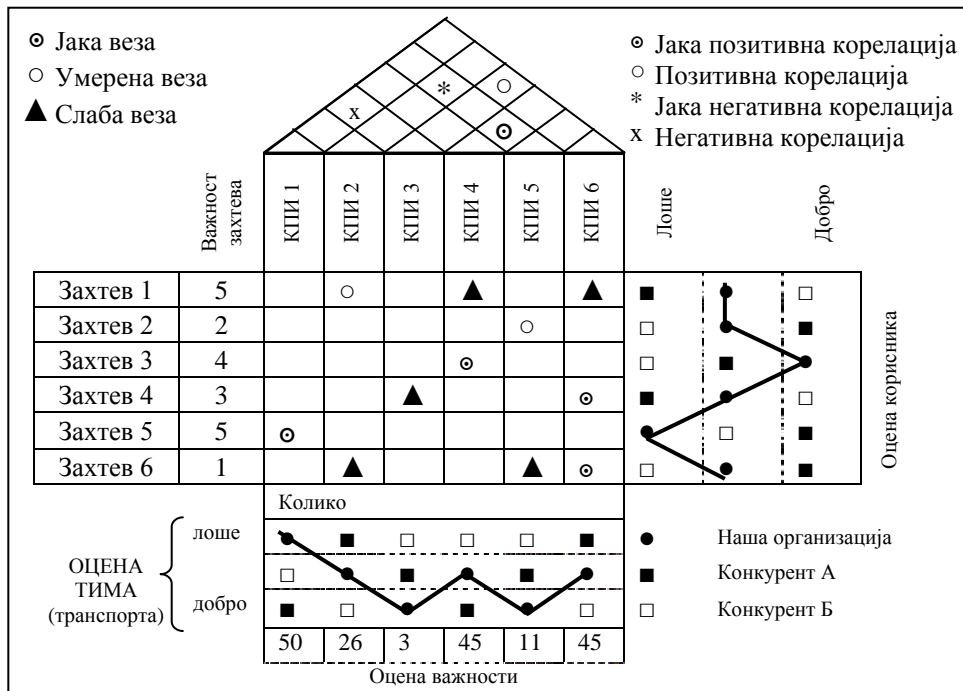 Јака веза
Умерена веза
Слаба веза
Јака позитивна корелација
Позитивна корелација
* Јака негативна корелација
x Негативна корелација
*
x
Важност
захтева
КПИ 1
КПИ 2
КПИ 3
КПИ 4
КПИ 5
КПИ 6
Лоше
Добро
Захтев 1 5
Захтев 2 2
Захтев 3 4
Захтев 4 3
Захтев 5 5
Захтев 6 1
Оцена корисника
Колико
лоше
добро
ОЦЕНА
ТИМА
(транспорта)
Наша организација
Конкурент А
Конкурент Б
50 26 3 45 11 45
Оцена важности